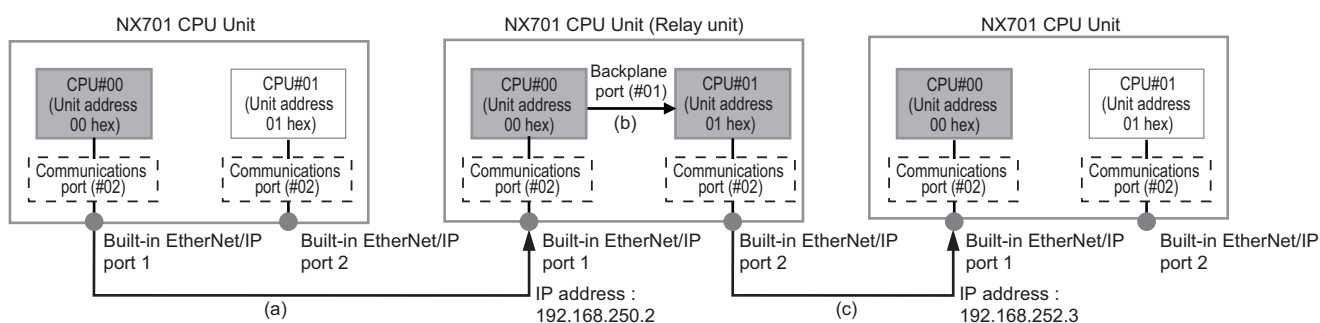 NX701 CPU Unit
NX701 CPU Unit (Relay unit)
NX701 CPU Unit
CPU#00
(Unit address
00 hex)
CPU#01
(Unit address
01 hex)
CPU#00
(Unit address
00 hex)
Backplane
port (#01)
(b)
CPU#01
(Unit address
01 hex)
CPU#00
(Unit address
00 hex)
CPU#01
(Unit address
01 hex)
Communications
port (#02)
Communications
port (#02)
Communications
port (#02)
Communications
port (#02)
Communications
port (#02)
Communications
port (#02)
Built-in EtherNet/IP
port 1
Built-in EtherNet/IP
port 2
Built-in EtherNet/IP
port 1
Built-in EtherNet/IP
port 2
Built-in EtherNet/IP
port 1
Built-in EtherNet/IP
port 2
(a)
IP address :
192.168.250.2
(c)
IP address :
192.168.252.3